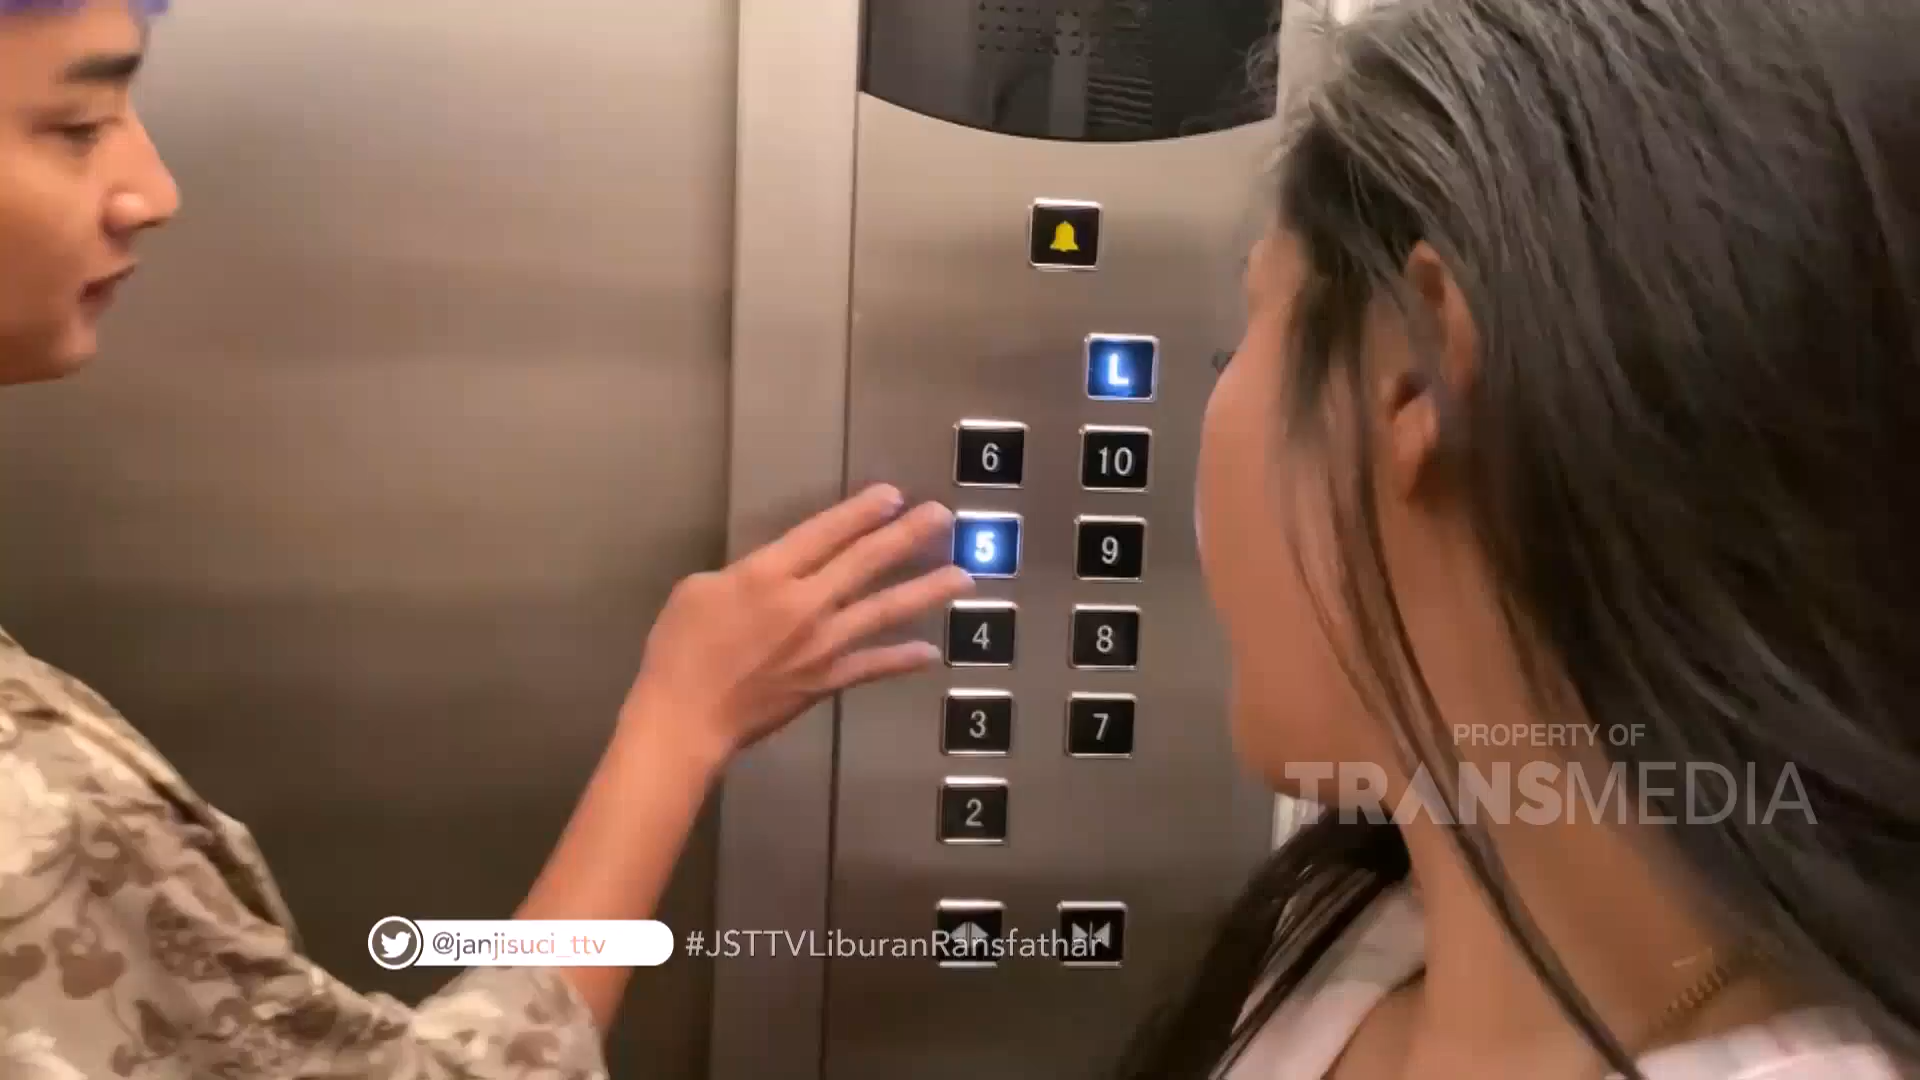 L
6 10
5 9
4 8
3 7
2
PROPERTY OF
TRANSMEDIA
@janjisuci_ttv #JSTTVLiburanRansfathar